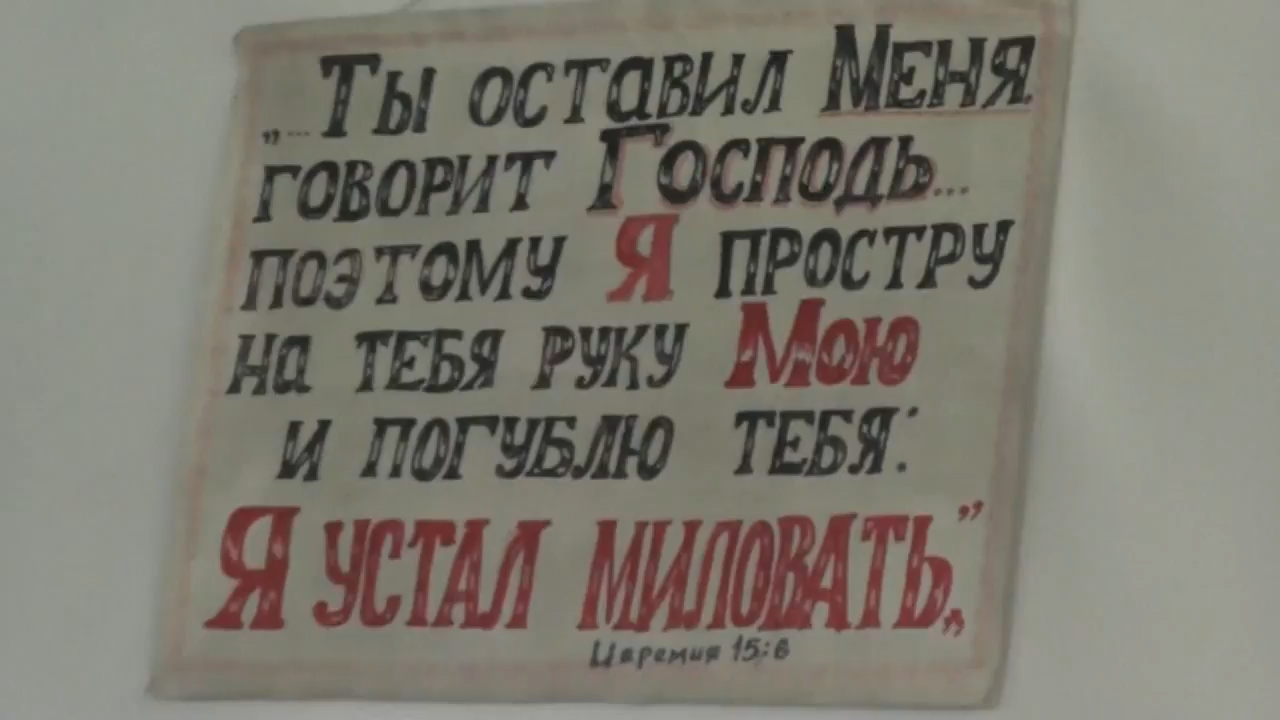 „...Ты оставил Меня
говорит Господь...
поэтому Я простру
на тебя руку Мою
и погублю тебя:
Я устал миловать."„
Иеремия 15:6